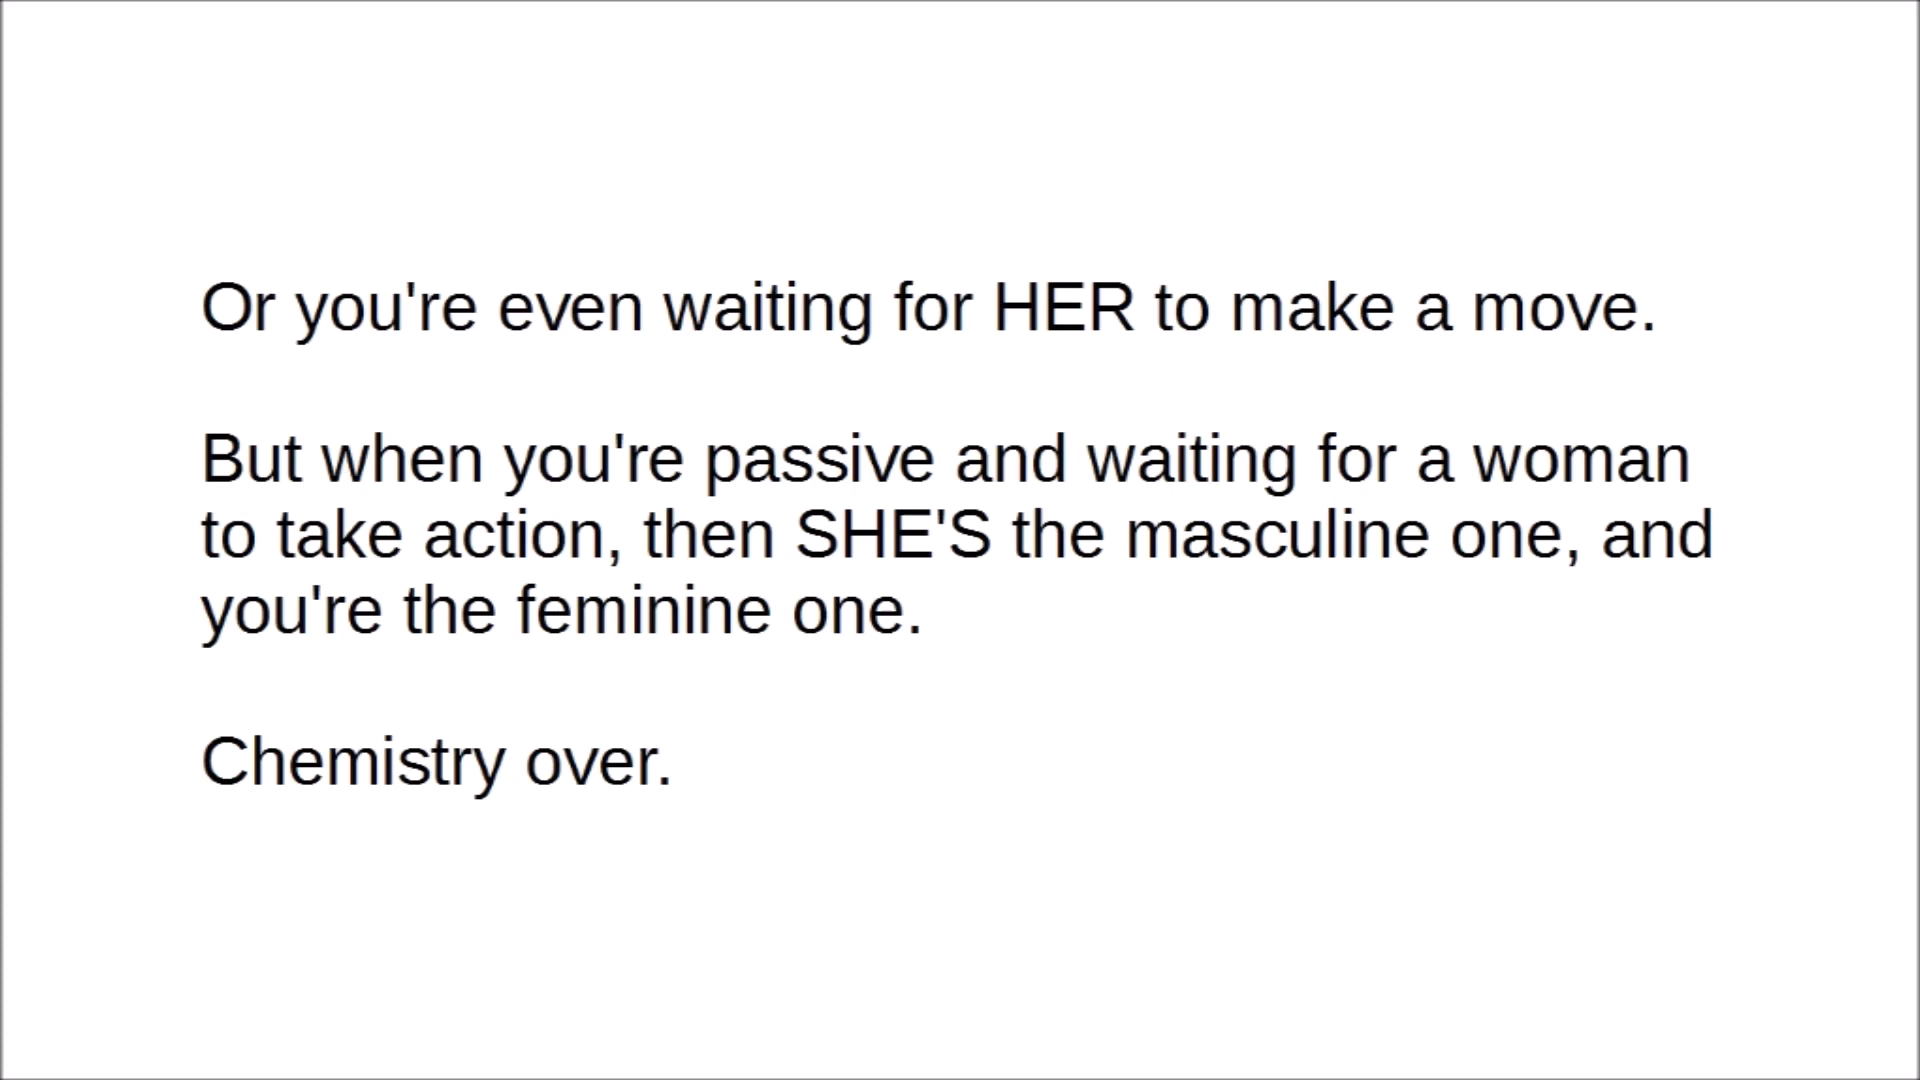 Or you're even waiting for HER to make a move.
But when you're passive and waiting for a woman
to take action, then SHE'S the masculine one, and
you're the feminine one.
Chemistry over.